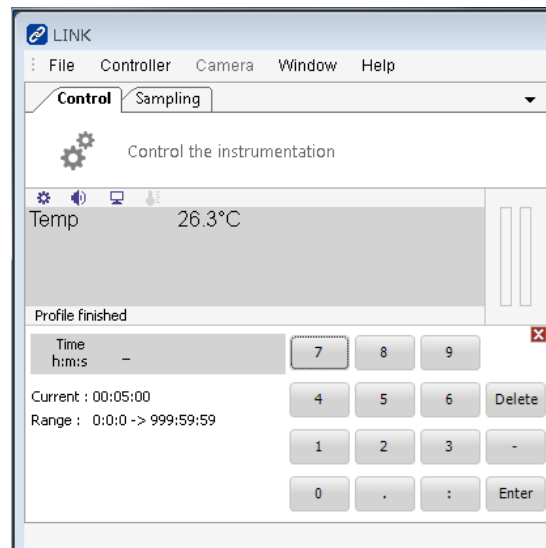 LINK
File Controller Camera Window Help
Control Sampling
Control the instrumentation
Temp 26.3°C
Profile finished
Time
h:m:s –
7 8 9
Current : 00:05:00
4 5 6 Delete
Range : 0:0:0 -> 999:59:59
1 2 3 -
0 . : Enter